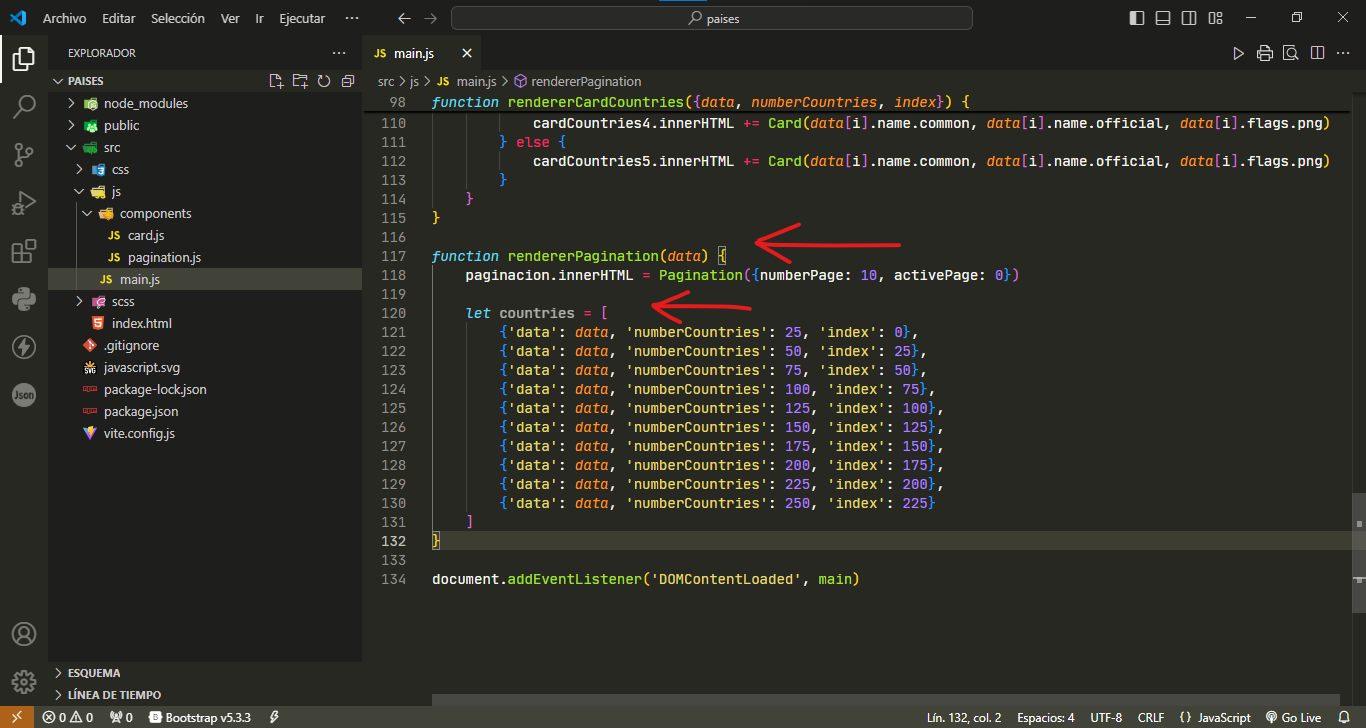 Archivo Editar Selección Ver Ir Ejecutar ··· paises
EXPLORADOR ···
JS main.js
PAISES
src > js > JS main.js > rendererPagination
node_modules
public
src
css
js
components
JS card.js
JS pagination.js
JS main.js
scss
index.html
.gitignore
javascript.svg
package-lock.json
package.json
vite.config.js
98 function rendererCardCountries({data, numberCountries, index}) {
110 cardCountries4.innerHTML += Card(data[i].name.common, data[i].name.official, data[i].flags.png)
111 } else {
112 cardCountries5.innerHTML += Card(data[i].name.common, data[i].name.official, data[i].flags.png)
113 }
114 }
115 }
116
117 function rendererPagination(data) {
118 paginacion.innerHTML = Pagination({numberPage: 10, activePage: 0})
119
120 let countries = [
121 {'data': data, 'numberCountries': 25, 'index': 0},
122 {'data': data, 'numberCountries': 50, 'index': 25},
123 {'data': data, 'numberCountries': 75, 'index': 50},
124 {'data': data, 'numberCountries': 100, 'index': 75},
125 {'data': data, 'numberCountries': 125, 'index': 100},
126 {'data': data, 'numberCountries': 150, 'index': 125},
127 {'data': data, 'numberCountries': 175, 'index': 150},
128 {'data': data, 'numberCountries': 200, 'index': 175},
129 {'data': data, 'numberCountries': 225, 'index': 200},
130 {'data': data, 'numberCountries': 250, 'index': 225}
131 ]
132 }
133
134 document.addEventListener('DOMContentLoaded', main)
Json
ESQUEMA
LÍNEA DE TIEMPO
0 0 0 Bootstrap v5.3.3 Lín. 132, col. 2 Espacios: 4 UTF-8 CRLF {} JavaScript Go Live